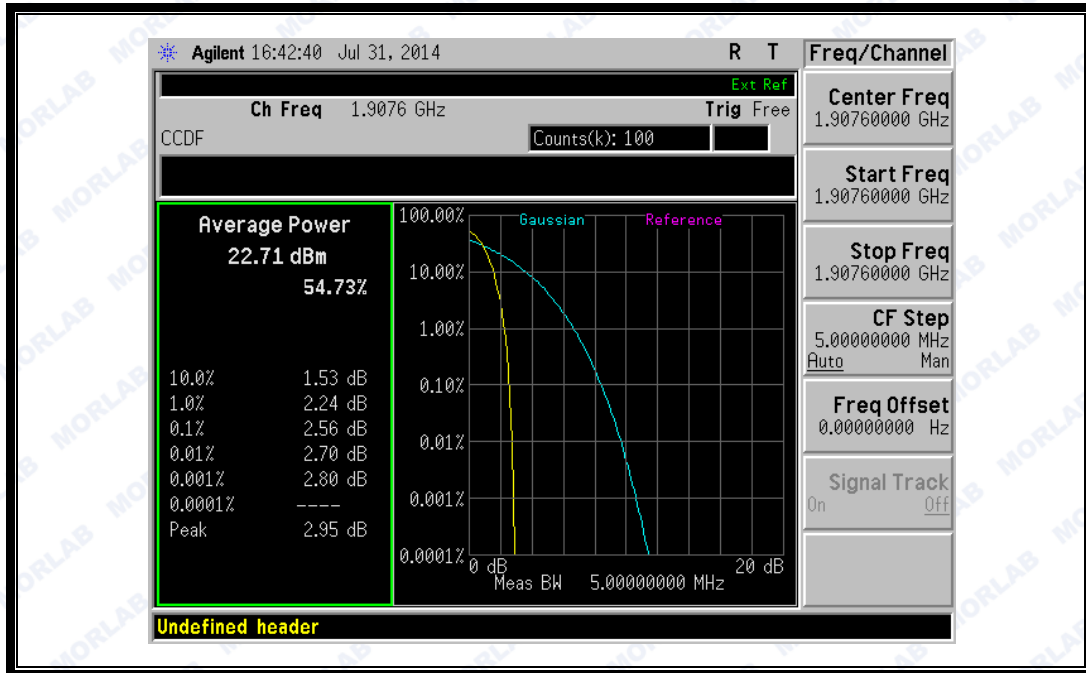 Agilent 16:42:40 Jul 31, 2014 R T
Freq/Channel
Ext Ref
Ch Freq 1.9076 GHz Trig Free
CCDF Counts(k): 100
Center Freq
1.90760000 GHz
Start Freq
1.90760000 GHz
Stop Freq
1.90760000 GHz
CF Step
5.00000000 MHz
Auto Man
Freq Offset
0.00000000 Hz
Signal Track
On Off
Average Power
22.71 dBm
54.73%
10.0% 1.53 dB
1.0% 2.24 dB
0.1% 2.56 dB
0.01% 2.70 dB
0.001% 2.80 dB
0.0001% ----
Peak 2.95 dB
Gaussian Reference
100.00%
10.00%
1.00%
0.10%
0.01%
0.001%
0.0001%
0 dB 20 dB
Meas BW 5.00000000 MHz
Undefined header
MORLAB